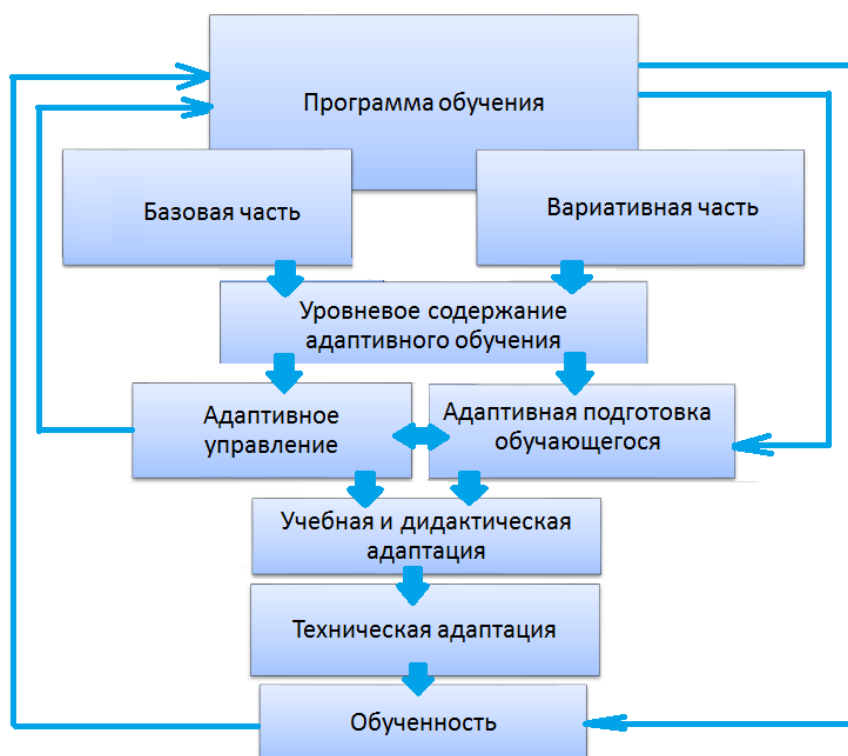 Программа обучения
Базовая часть
Вариативная часть
Уровневое содержание
адаптивного обучения
Адаптивное
управление
Адаптивная подготовка
обучающегося
Учебная и дидактическая
адаптация
Техническая адаптация
Обученность